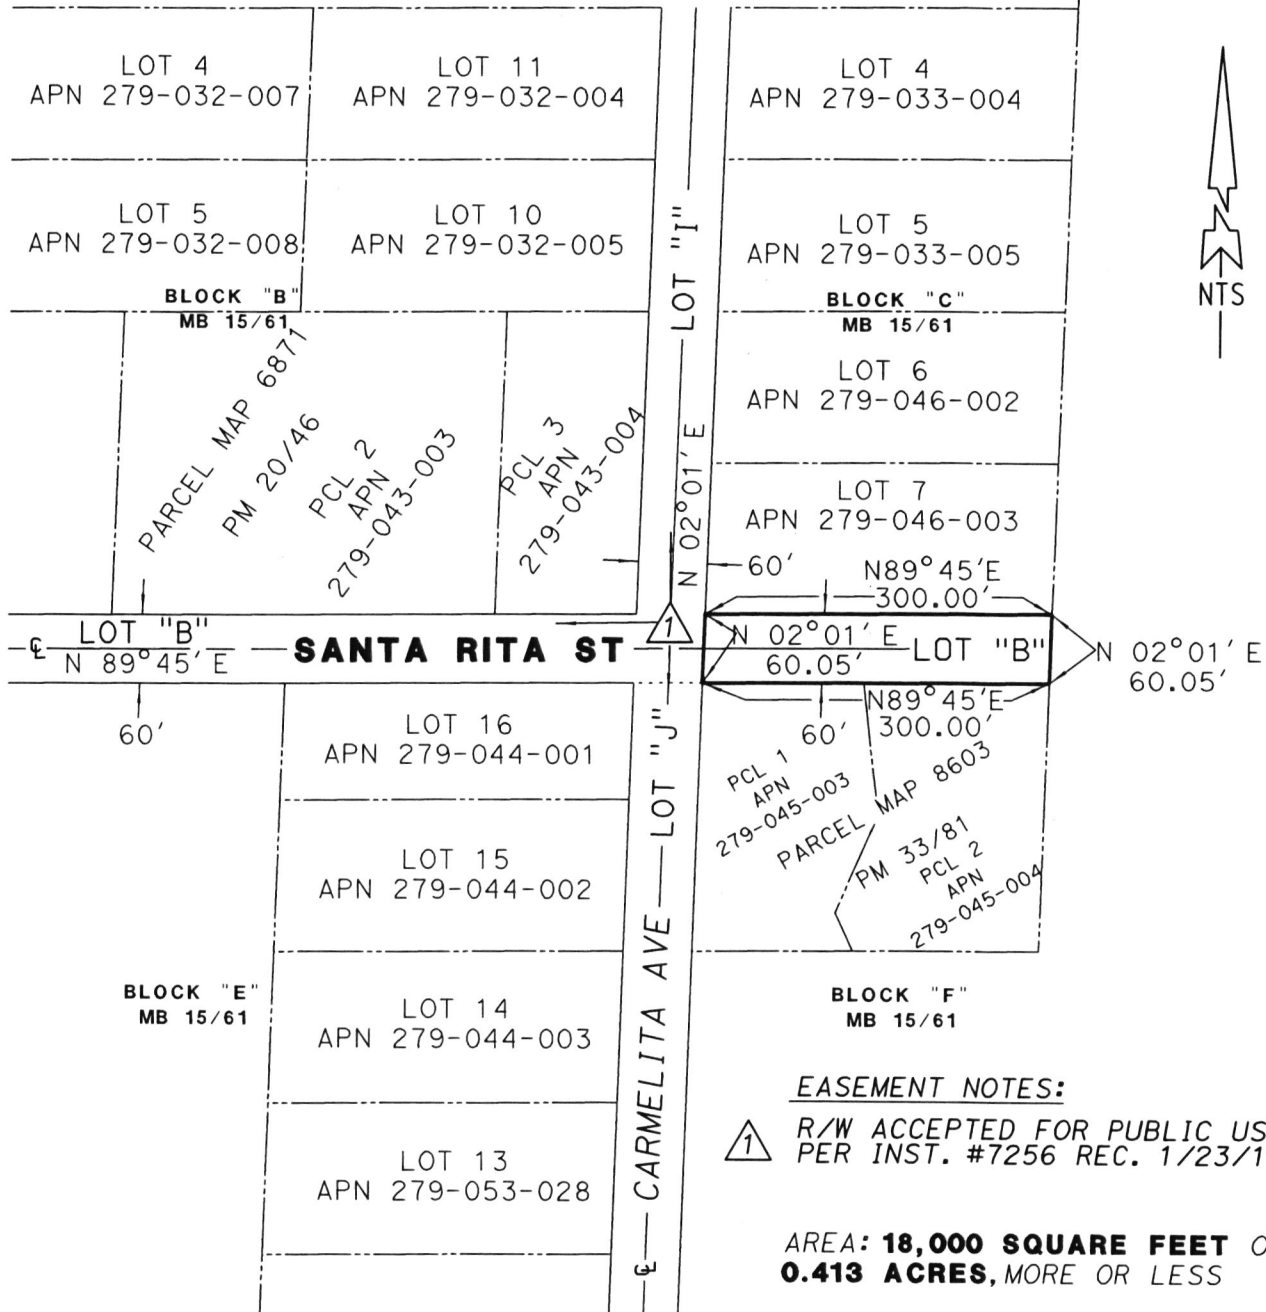 LOT 4
APN 279-032-007
LOT 11
APN 279-032-004
LOT 4
APN 279-033-004
LOT 5
APN 279-032-008
LOT 10
APN 279-032-005
LOT "I"
LOT 5
APN 279-033-005
NTS
BLOCK "B"
MB 15/61
BLOCK "C"
MB 15/61
PARCEL MAP 6871
PM 20/46
PCL 2
APN
279-043-003
PCL 3
APN
279-043-004
N 02°01' E
LOT 6
APN 279-046-002
LOT 7
APN 279-046-003
60'
N89°45'E
300.00'
LOT "B"
N 89°45' E
SANTA RITA ST
1
N 02°01' E
60.05'
LOT "B"
N 02°01' E
60.05'
60'
N89°45'E
300.00'
60'
LOT 16
APN 279-044-001
LOT "J"
PCL 1
APN
279-045-003
PARCEL MAP 8603
PM 33/81
PCL 2
APN
279-045-004
LOT 15
APN 279-044-002
CARMELITA AVE
BLOCK "E"
MB 15/61
LOT 14
APN 279-044-003
BLOCK "F"
MB 15/61
LOT 13
APN 279-053-028
EASEMENT NOTES:
1 R/W ACCEPTED FOR PUBLIC US
PER INST. #7256 REC. 1/23/1
AREA: 18,000 SQUARE FEET O
0.413 ACRES, MORE OR LESS